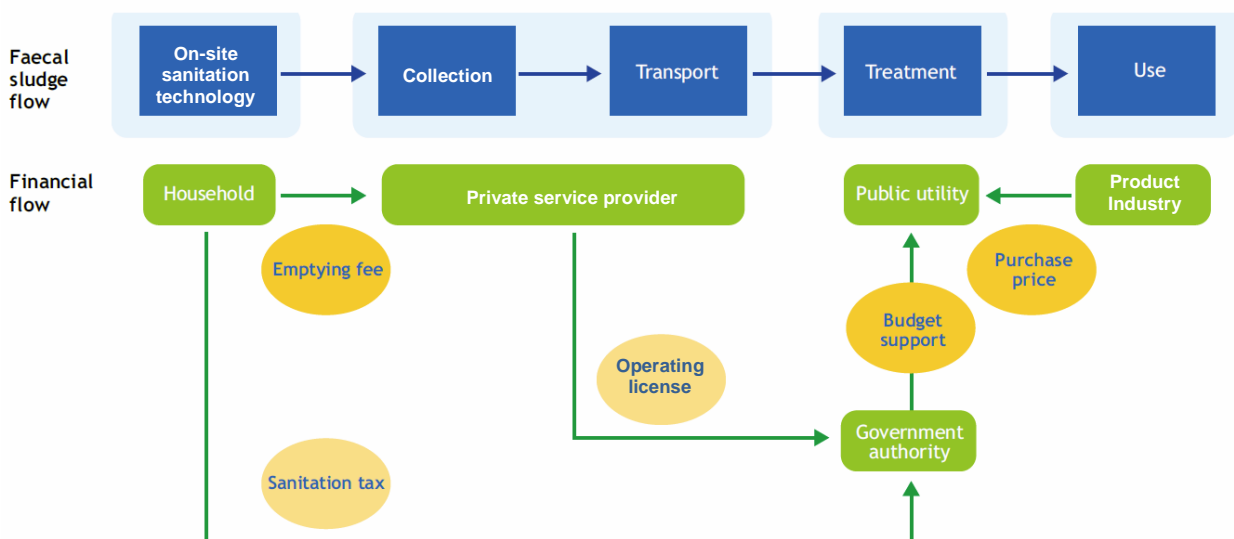 Faecal
sludge
flow
On-site
sanitation
technology
Collection
Transport
Treatment
Use
Financial
flow
Household
Private service provider
Public utility
Product
Industry
Emptying fee
Purchase
price
Budget
support
Operating
license
Government
authority
Sanitation tax